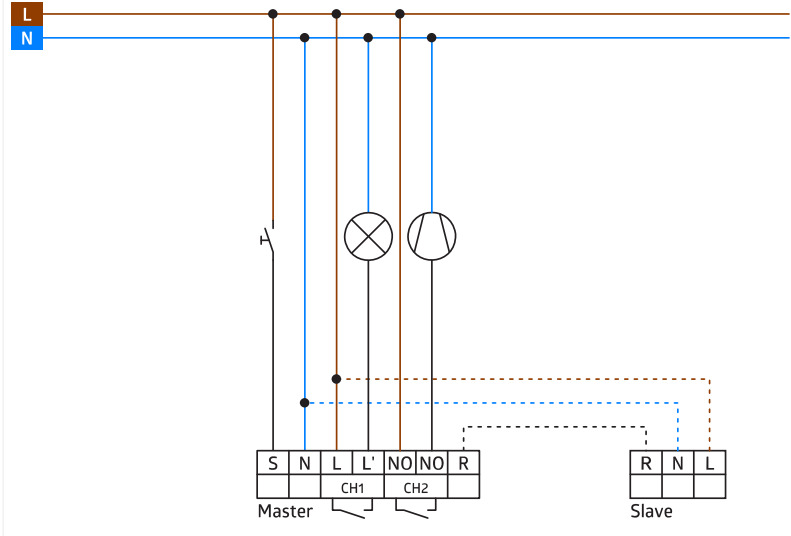 L
N
S N L L' NO NO R
CH1 CH2
Master
R N L
Slave